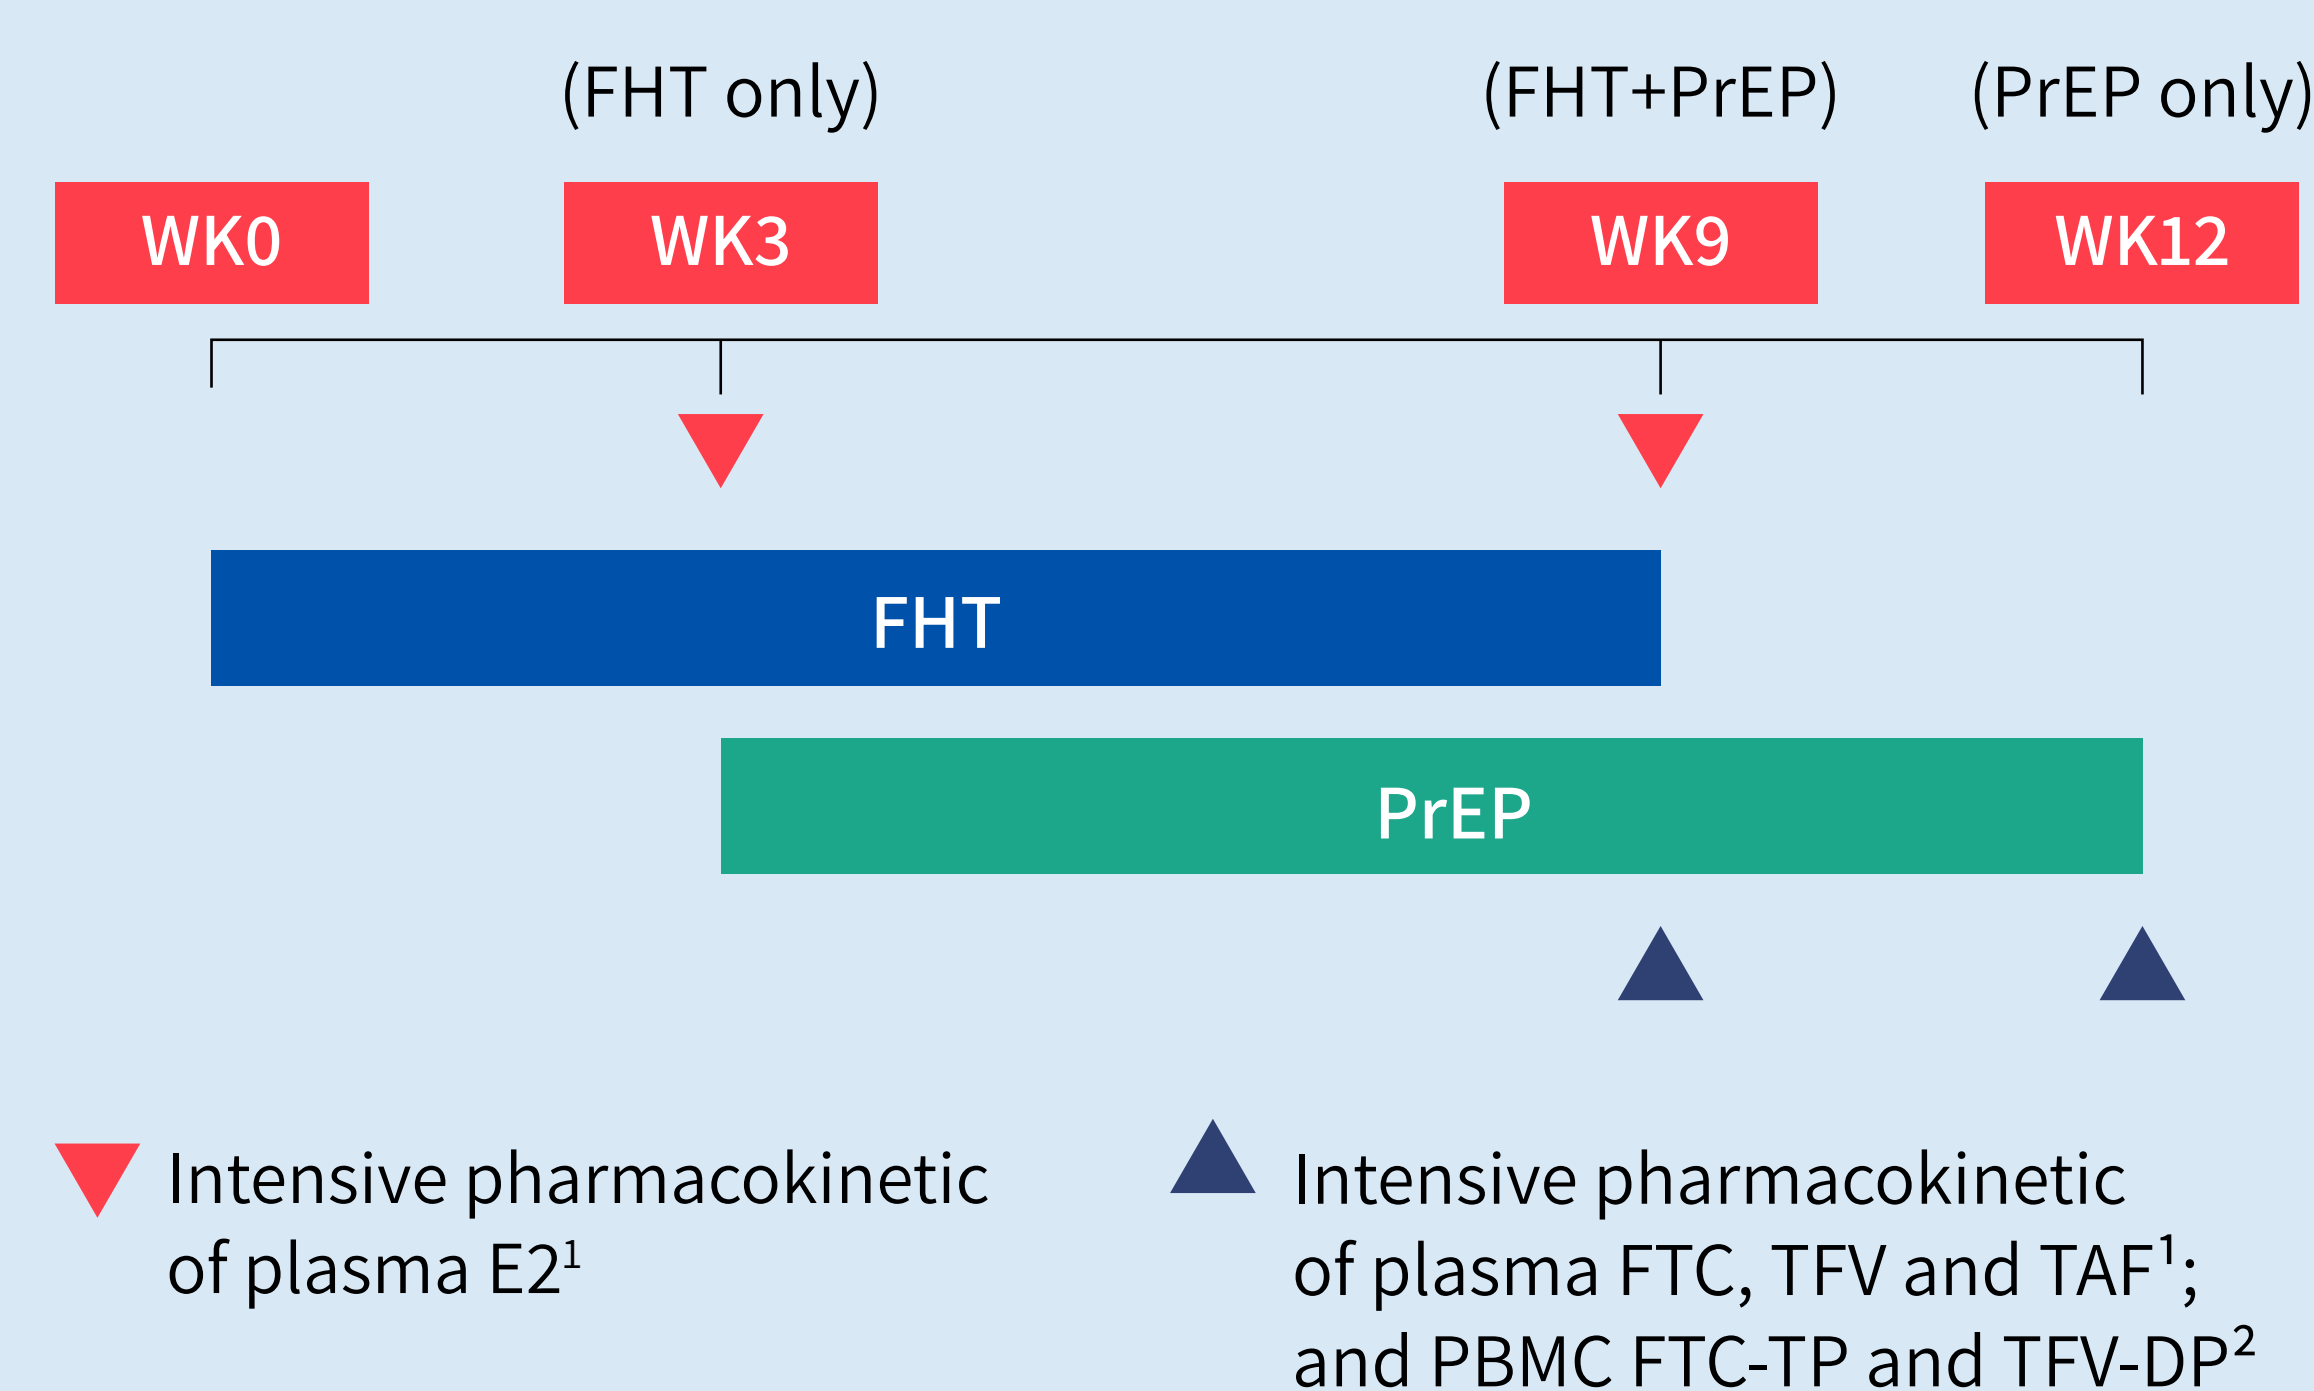 (FHT only) (FHT+PrEP) (PrEP only)
WK0 WK3 WK9 WK12
FHT
PrEP
Intensive pharmacokinetic
of plasma E2¹
Intensive pharmacokinetic
of plasma FTC, TFV and TAF¹;
and PBMC FTC-TP and TFV-DP²